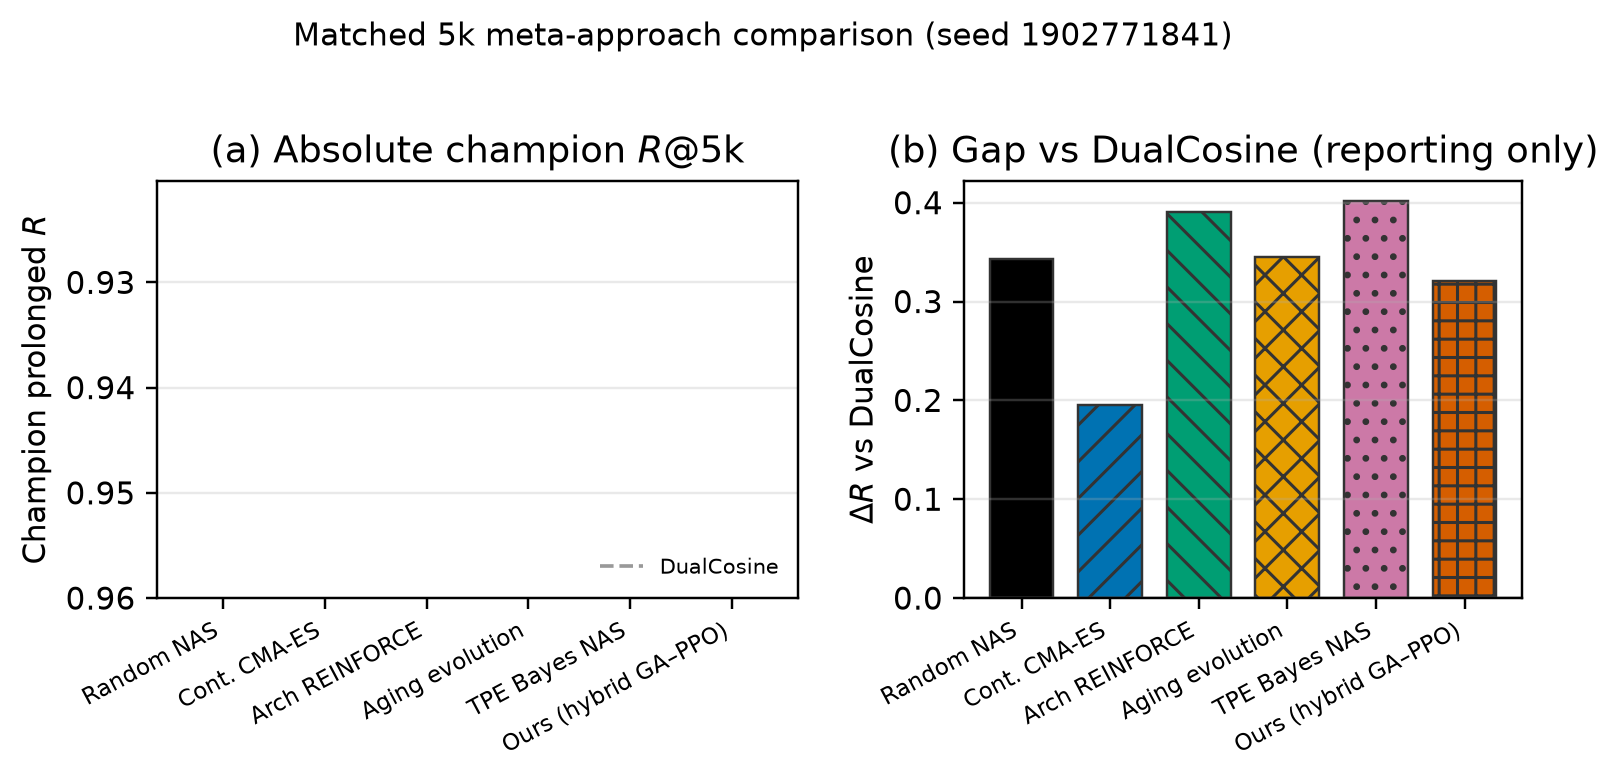 Matched 5k meta-approach comparison (seed 1902771841)
(a) Absolute champion R@5k
Champion prolonged R
0.93
0.94
0.95
0.96
DualCosine
Random NAS
Cont. CMA-ES
Arch REINFORCE
Aging evolution
TPE Bayes NAS
Ours (hybrid GA–PPO)
(b) Gap vs DualCosine (reporting only)
ΔR vs DualCosine
0.4
0.3
0.2
0.1
0.0
Random NAS
Cont. CMA-ES
Arch REINFORCE
Aging evolution
TPE Bayes NAS
Ours (hybrid GA–PPO)